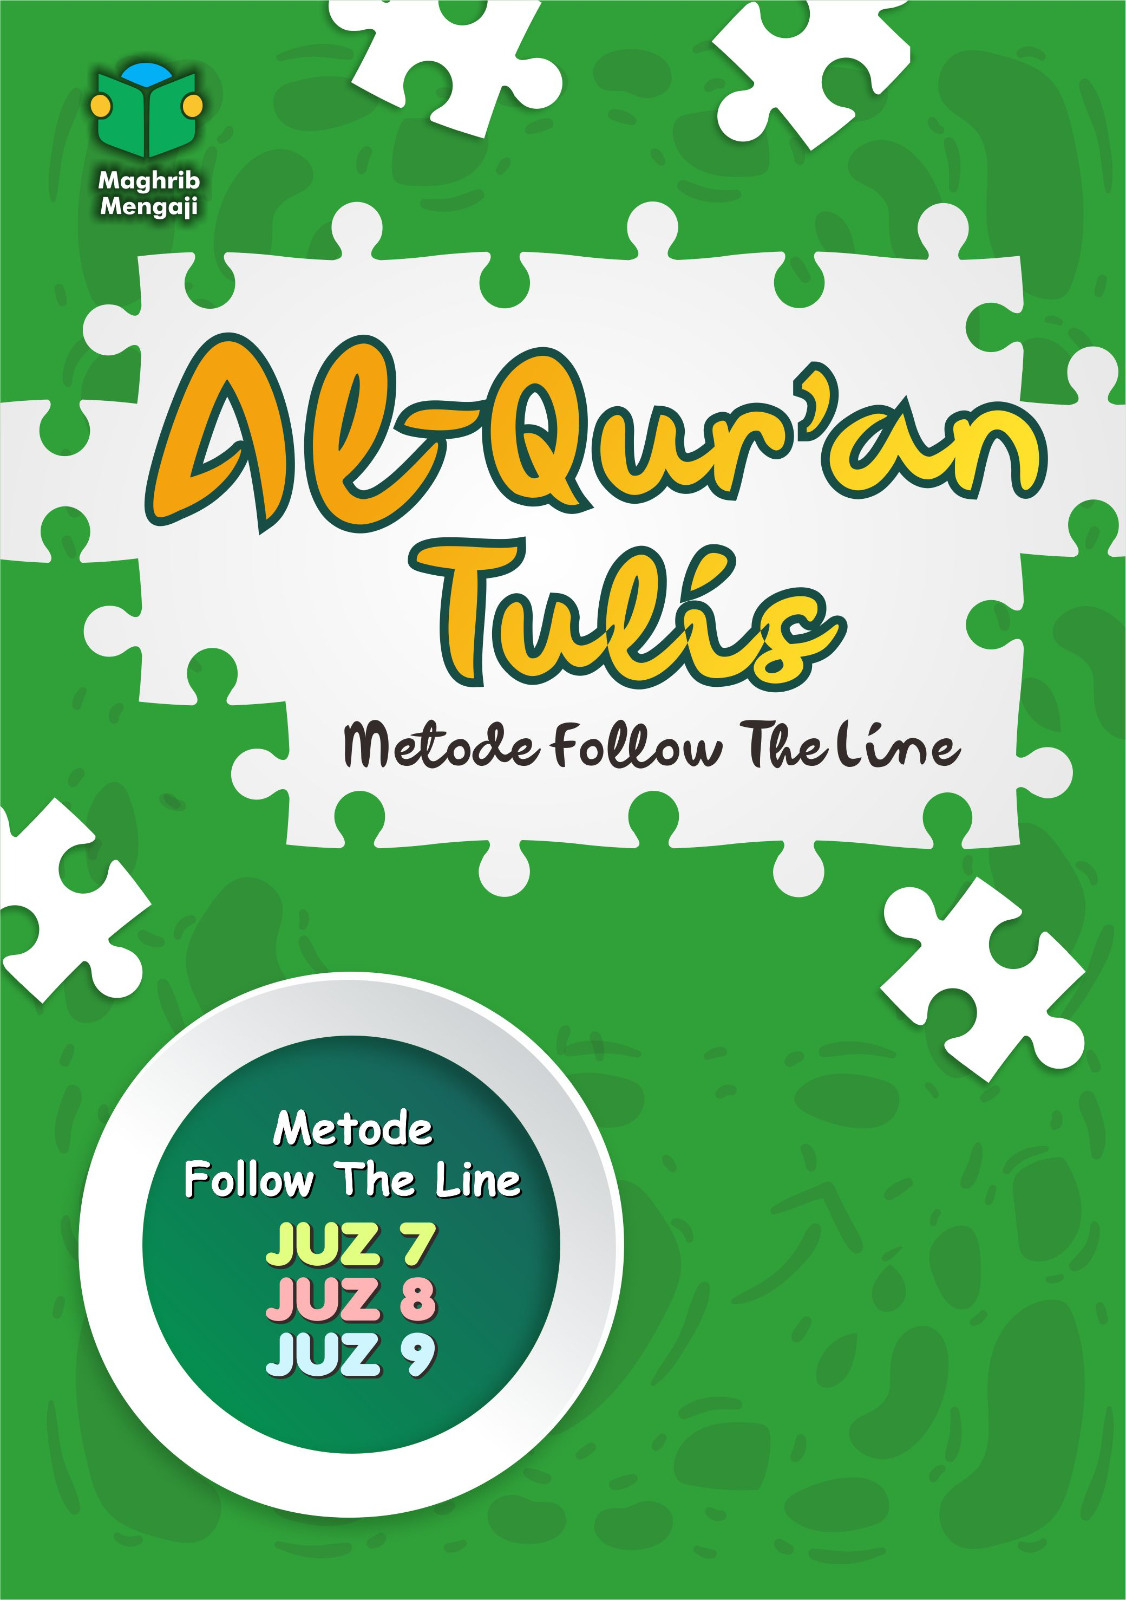 Maghrib
Mengaji
Al-Qur'an
Tulis
Metode Follow The Line
Metode
Follow The Line
JUZ 7
JUZ 8
JUZ 9